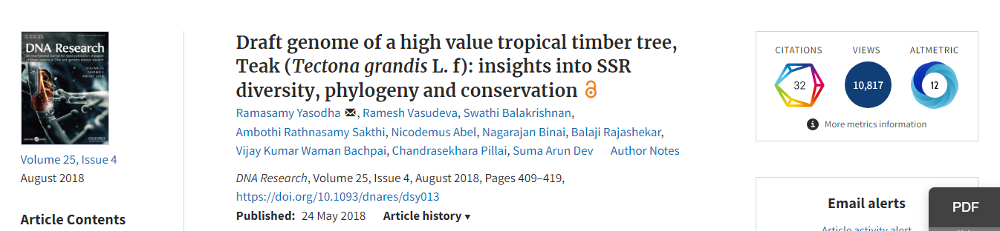 DNA Research
Volume 25, Issue 4
August 2018
Article Contents
Draft genome of a high value tropical timber tree,
Teak (Tectona grandis L. f): insights into SSR
diversity, phylogeny and conservation
Ramasamy Yasodha, Ramesh Vasudeva, Swathi Balakrishnan,
Ambothi Rathnasamy Sakthi, Nicodemus Abel, Nagarajan Binai, Balaji Rajashekar,
Vijay Kumar Waman Bachpai, Chandrasekhara Pillai, Suma Arun Dev Author Notes
DNA Research, Volume 25, Issue 4, August 2018, Pages 409–419,
https://doi.org/10.1093/dnares/dsy013
Published: 24 May 2018 Article history
CITATIONS VIEWS ALTMETRIC
32 10,817 12
More metrics information
Email alerts
Article activity alert
PDF